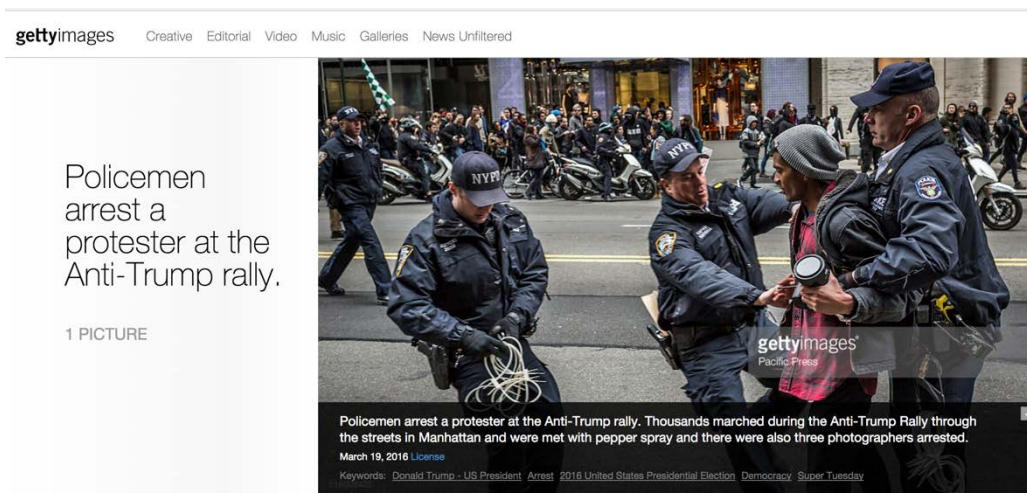 gettyimages Creative Editorial Video Music Galleries News Unfiltered
Policemen
arrest a
protester at the
Anti-Trump rally.
1 PICTURE
NYPD
NYPD
gettyimages®
Pacific Press
Policemen arrest a protester at the Anti-Trump rally. Thousands marched during the Anti-Trump Rally through
the streets in Manhattan and were met with pepper spray and there were also three photographers arrested.
March 19, 2016 License
Keywords: Donald Trump - US President Arrest 2016 United States Presidential Election Democracy Super Tuesday